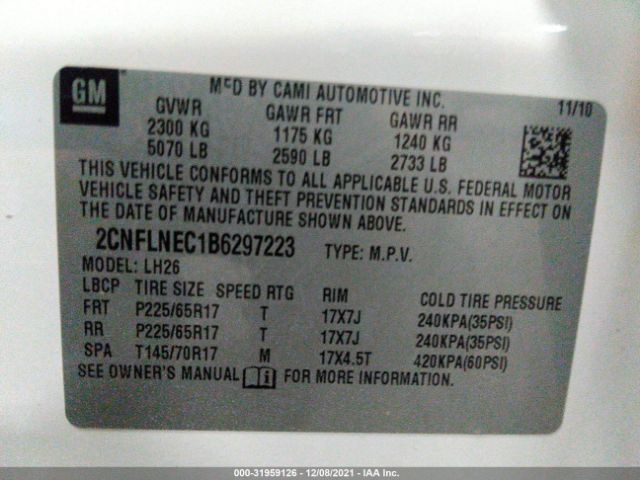 GM
MFD BY CAMI AUTOMOTIVE INC.
11/10
GVWR GAWR FRT GAWR RR
2300 KG 1175 KG 1240 KG
5070 LB 2590 LB 2733 LB
THIS VEHICLE CONFORMS TO ALL APPLICABLE U.S. FEDERAL MOTOR
VEHICLE SAFETY AND THEFT PREVENTION STANDARDS IN EFFECT ON
THE DATE OF MANUFACTURE SHOWN ABOVE.
2CNFLNEC1B6297223 TYPE: M.P.V.
MODEL: LH26
LBCP TIRE SIZE SPEED RTG RIM COLD TIRE PRESSURE
FRT P225/65R17 T 17X7J 240KPA(35PSI)
RR P225/65R17 T 17X7J 240KPA(35PSI)
SPA T145/70R17 M 17X4.5T 420KPA(60PSI)
SEE OWNER'S MANUAL FOR MORE INFORMATION.
000-31959126 - 12/08/2021 - IAA Inc.